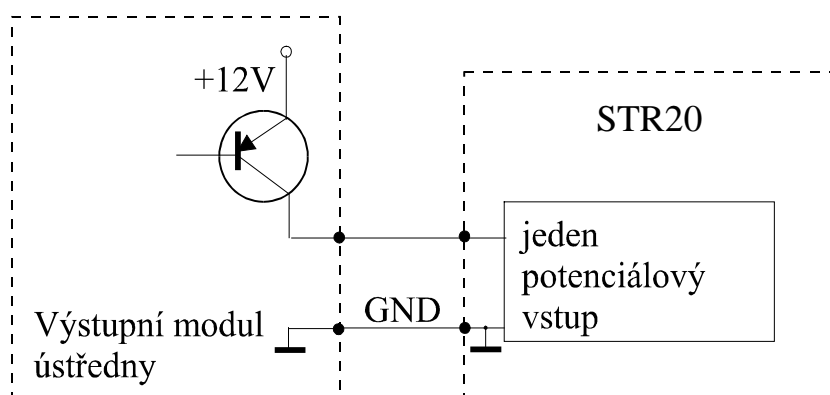 +12V
STR20
jeden
potenciálový
vstup
GND
Výstupní modul
ústředny